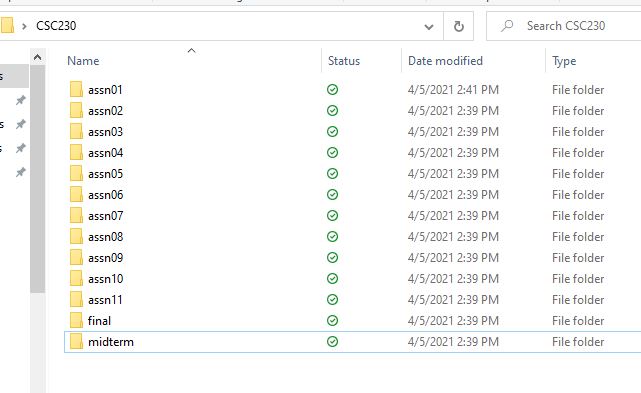 CSC230
Search CSC230
Name Status Date modified Type
assn01 4/5/2021 2:41 PM File folder
assn02 4/5/2021 2:39 PM File folder
assn03 4/5/2021 2:39 PM File folder
assn04 4/5/2021 2:39 PM File folder
assn05 4/5/2021 2:39 PM File folder
assn06 4/5/2021 2:39 PM File folder
assn07 4/5/2021 2:39 PM File folder
assn08 4/5/2021 2:39 PM File folder
assn09 4/5/2021 2:39 PM File folder
assn10 4/5/2021 2:39 PM File folder
assn11 4/5/2021 2:39 PM File folder
final 4/5/2021 2:39 PM File folder
midterm 4/5/2021 2:39 PM File folder